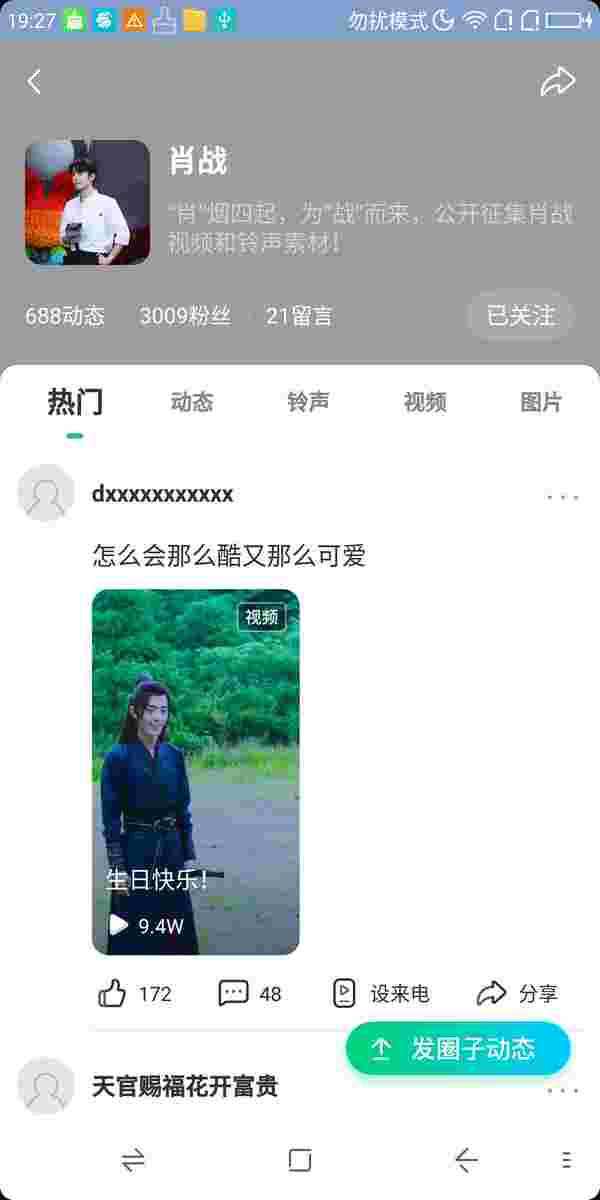 19:27 勿扰模式
肖战
“肖”烟四起，为“战”而来，公开征集肖战
视频和铃声素材！
688动态 3009粉丝 21留言 已关注
热门 动态 铃声 视频 图片
dxxxxxxxxxxx
怎么会那么酷又那么可爱
视频
生日快乐！
9.4W
172 48 设来电 分享
发圈子动态
天官赐福花开富贵